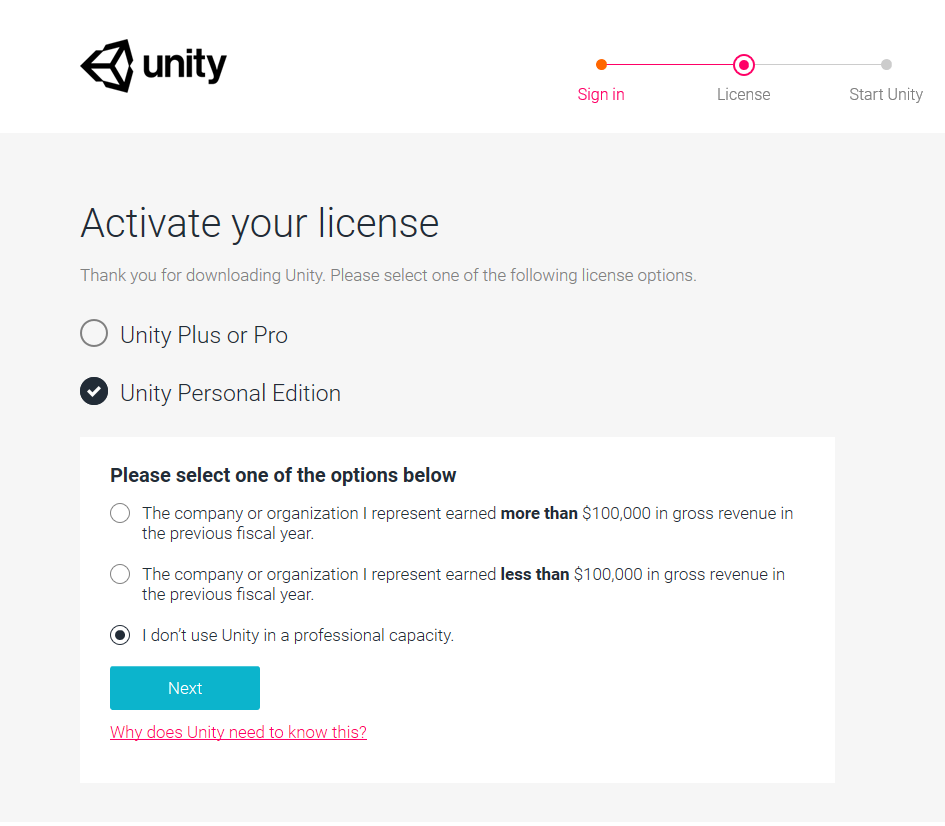 unity
Sign in
License
Start Unity
Activate your license
Thank you for downloading Unity. Please select one of the following license options.
Unity Plus or Pro
Unity Personal Edition
Please select one of the options below
The company or organization I represent earned more than $100,000 in gross revenue in
the previous fiscal year.
The company or organization I represent earned less than $100,000 in gross revenue in
the previous fiscal year.
I don’t use Unity in a professional capacity.
Next
Why does Unity need to know this?